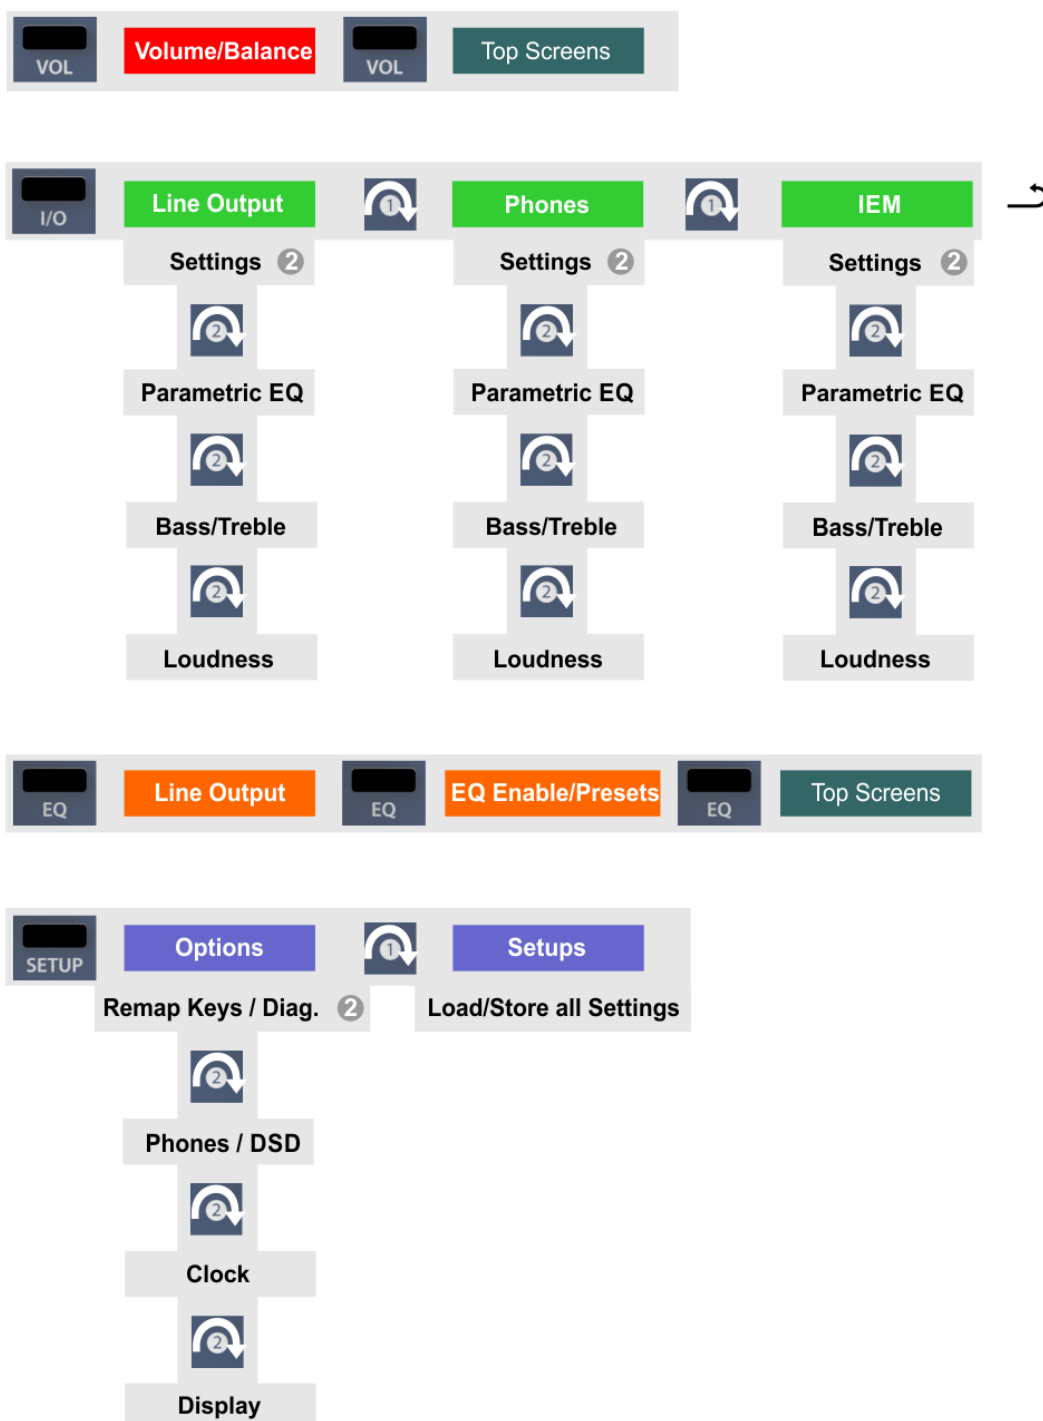 VOL Volume/Balance VOL Top Screens
I/O Line Output 1 Phones 1 IEM
Settings 2 Settings 2 Settings 2
2 2 2
Parametric EQ Parametric EQ Parametric EQ
2 2 2
Bass/Treble Bass/Treble Bass/Treble
2 2 2
Loudness Loudness Loudness
EQ Line Output EQ EQ Enable/Presets EQ Top Screens
SETUP Options 1 Setups
Remap Keys / Diag. 2 Load/Store all Settings
2
Phones / DSD
2
Clock
2
Display